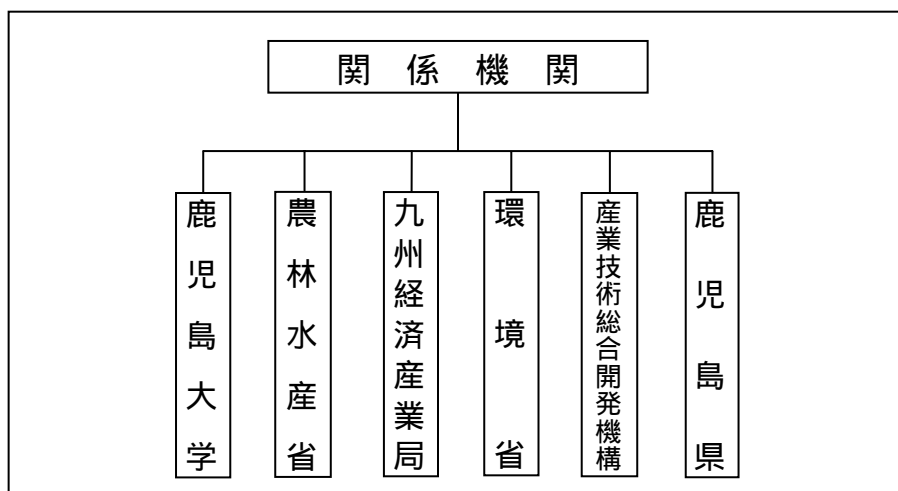 関係機関
鹿児島大学
農林水産省
九州経済産業局
環境省
産業技術総合開発機構
鹿児島県